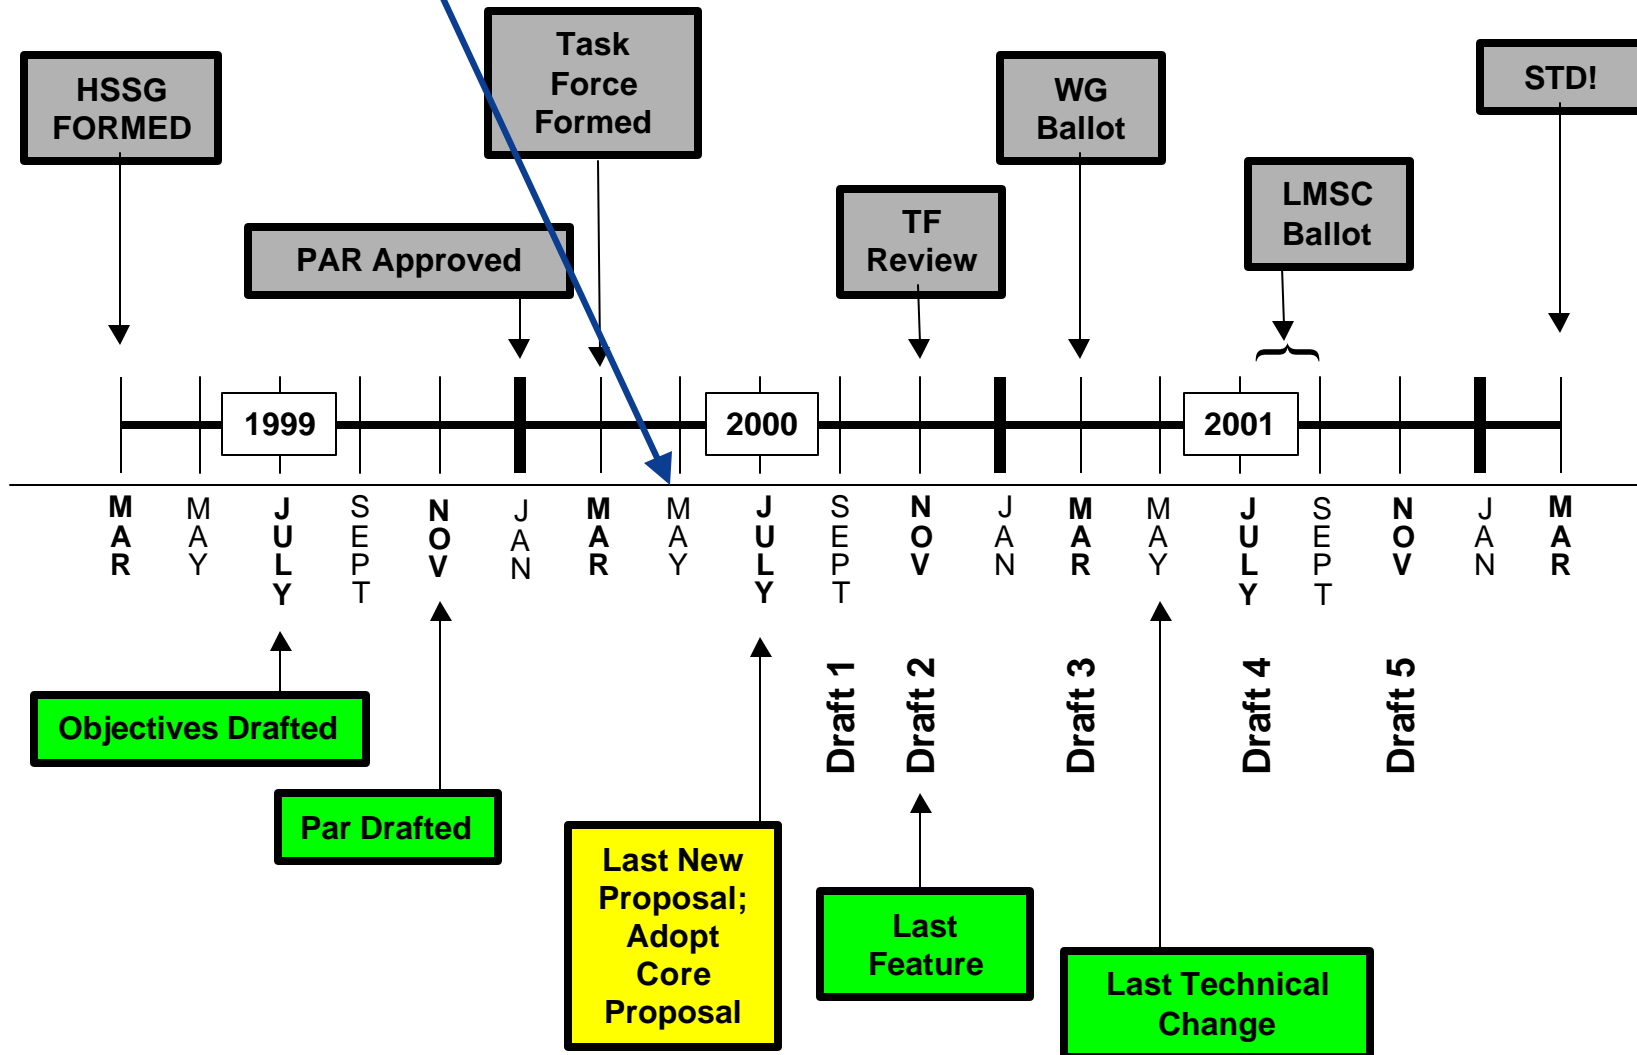 HSSG
FORMED
Task
Force
Formed
WG
Ballot
STD!
PAR Approved
TF
Review
LMSC
Ballot
1999
2000
2001
MAR
MAY
JULY
SEPT
NOV
JAN
MAR
MAY
JULY
SEPT
NOV
JAN
MAR
MAY
JULY
SEPT
NOV
JAN
MAR
Draft 1
Draft 2
Draft 3
Draft 4
Draft 5
Objectives Drafted
Par Drafted
Last New
Proposal;
Adopt
Core
Proposal
Last
Feature
Last Technical
Change